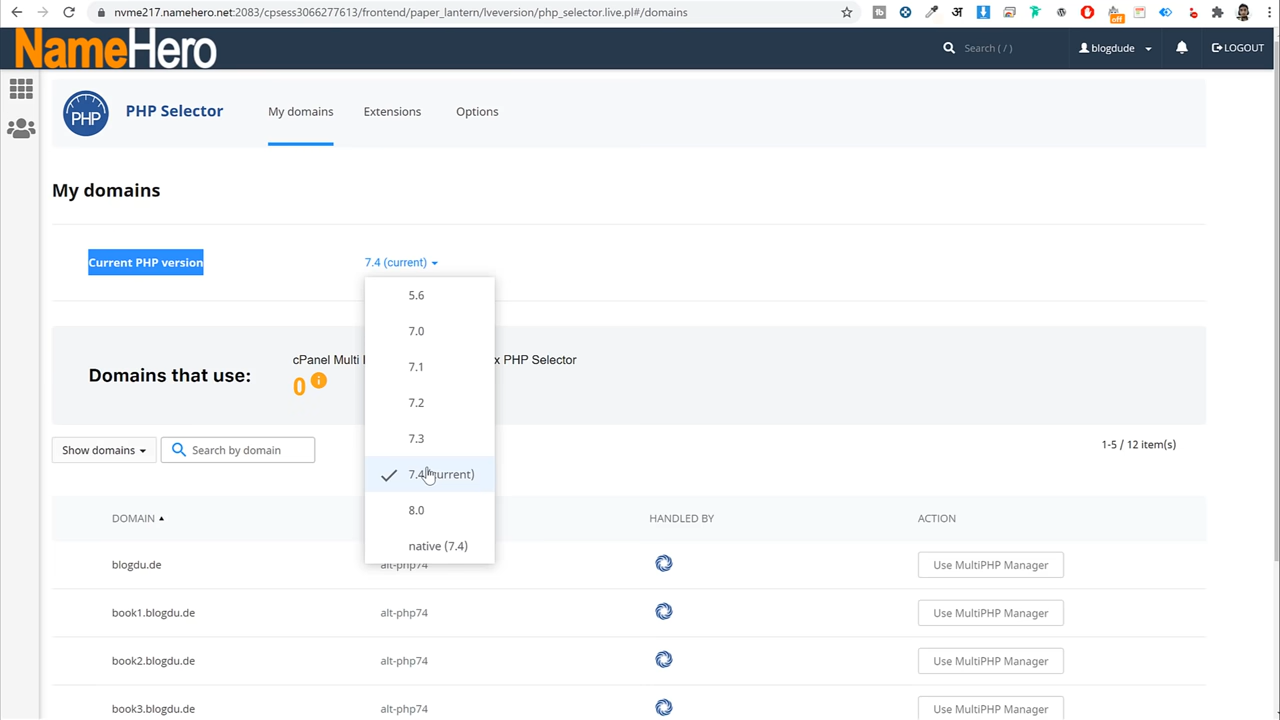 nvme217.namehero.net:2083/cpsess3066277613/frontend/paper_lantern/lveversion/php_selector.live.pl#/domains
NameHero
Search ( / )
blogdude
LOGOUT
PHP
PHP Selector
My domains
Extensions
Options
My domains
Current PHP version
7.4 (current)
5.6
7.0
7.1
7.2
7.3
7.4 (current)
8.0
native (7.4)
Domains that use:
cPanel Multi
x PHP Selector
0
Show domains
Search by domain
1-5 / 12 item(s)
DOMAIN
HANDLED BY
ACTION
blogdu.de
alt-php74
Use MultiPHP Manager
book1.blogdu.de
alt-php74
Use MultiPHP Manager
book2.blogdu.de
alt-php74
Use MultiPHP Manager
book3.blogdu.de
alt-php74
Use MultiPHP Manager